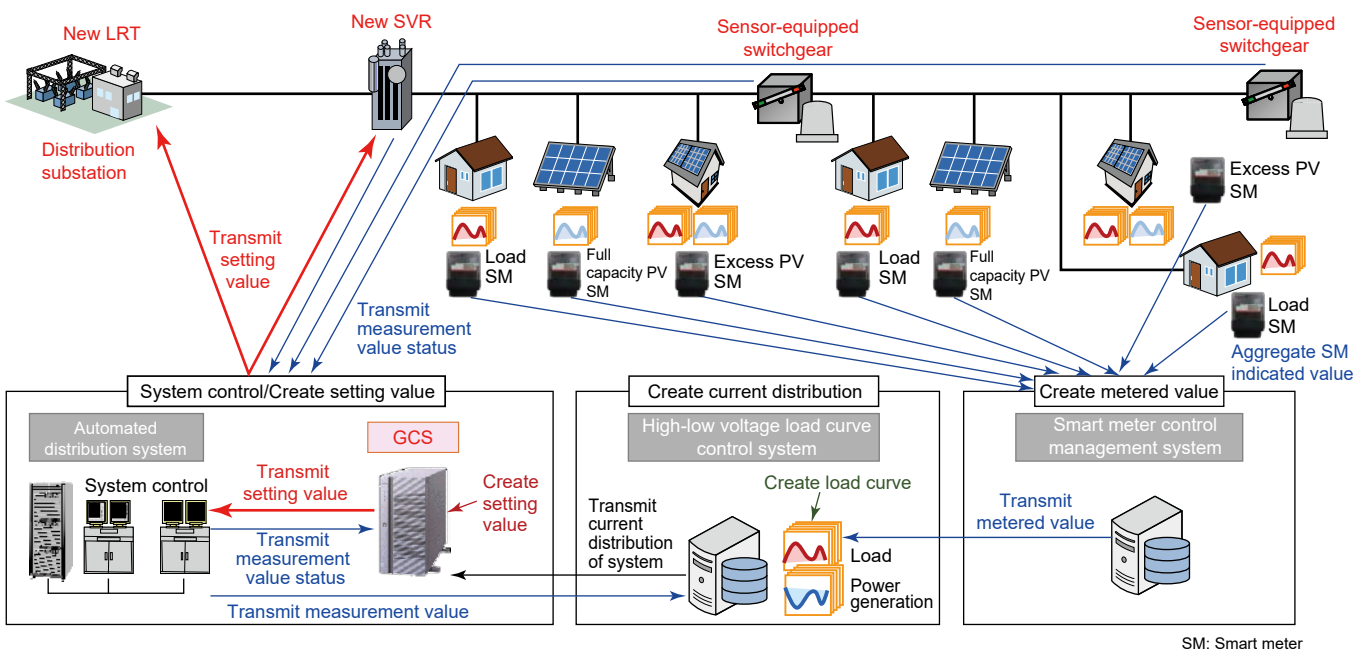 New LRT
New SVR
Sensor-equipped
switchgear
Sensor-equipped
switchgear
Distribution
substation
Transmit
setting
value
Load
SM
Full
capacity PV
SM
Excess PV
SM
Load
SM
Full
capacity PV
SM
Excess PV
SM
Load
SM
Transmit
measurement
value status
Aggregate SM
indicated value
System control/Create setting value
Automated
distribution system
GCS
System control
Transmit
setting value
Create
setting
value
Transmit
measurement
value status
Transmit measurement value
Create current distribution
High-low voltage load curve
control system
Create load curve
Transmit
current
distribution
of system
Load
Power
generation
Create metered value
Smart meter control
management system
Transmit
metered value
SM: Smart meter